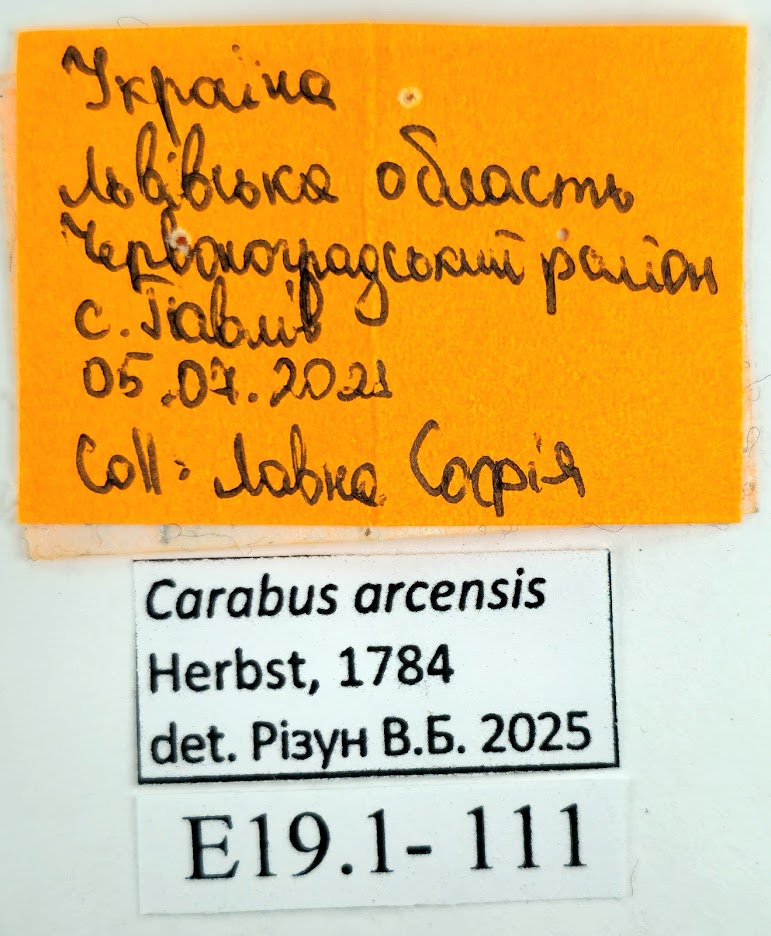 Україна
Львівська область
Червоноградський район
с. Павлів
05.07.2021
Coll. Лавка Софія
Carabus arcensis
Herbst, 1784
det. Різун В.Б. 2025
E19.1- 111